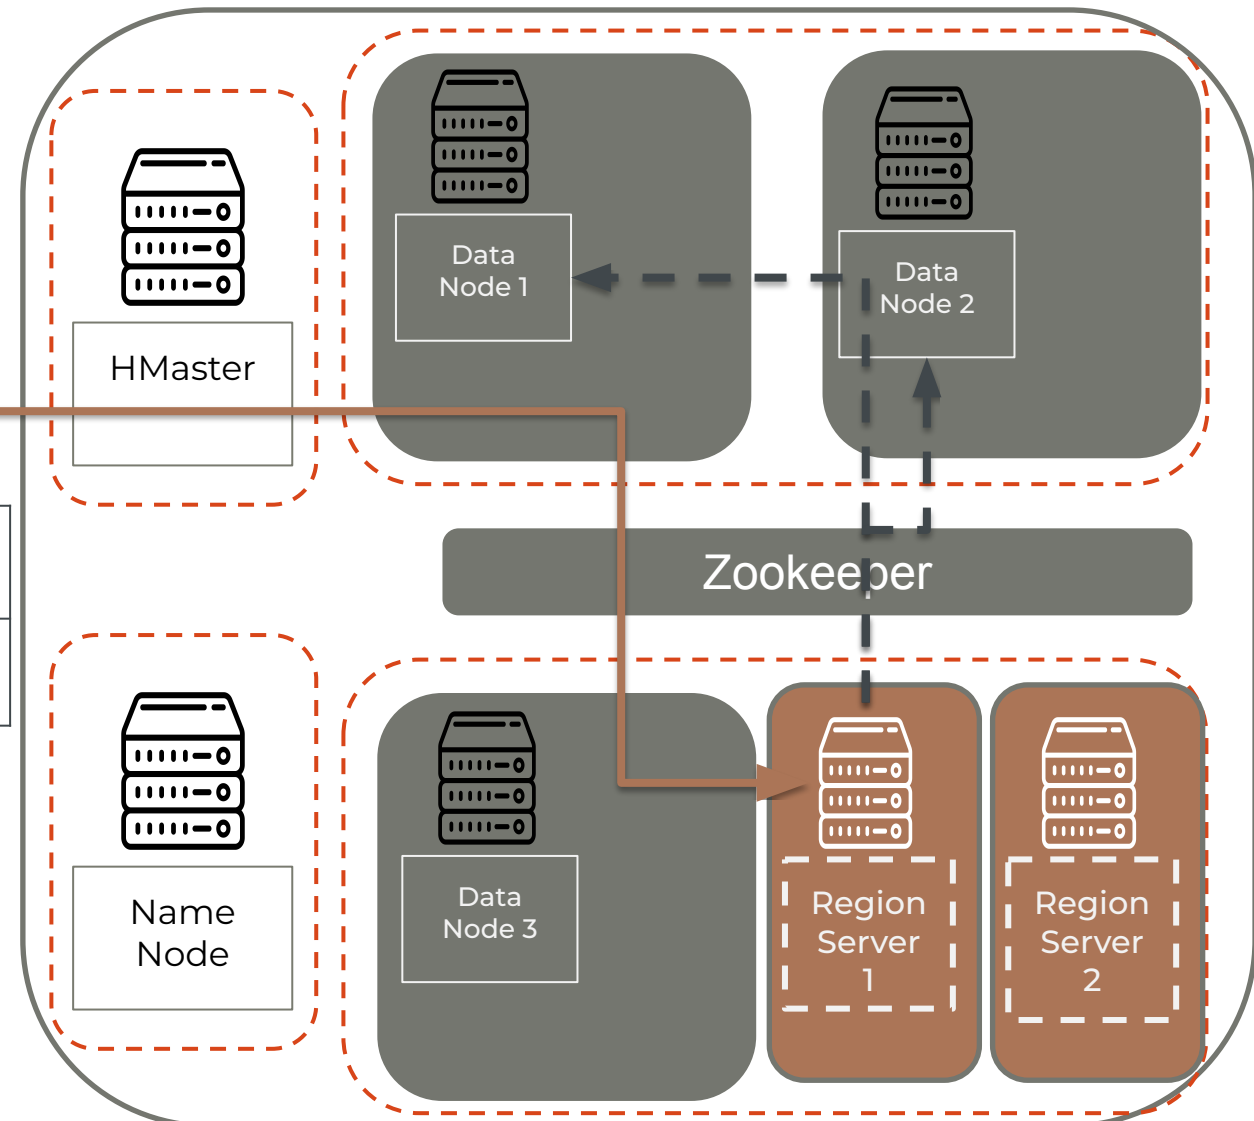 Data
Node 1
Data
Node 2
HMaster
Zookeeper
Name
Node
Data
Node 3
Region
Server
1
Region
Server
2